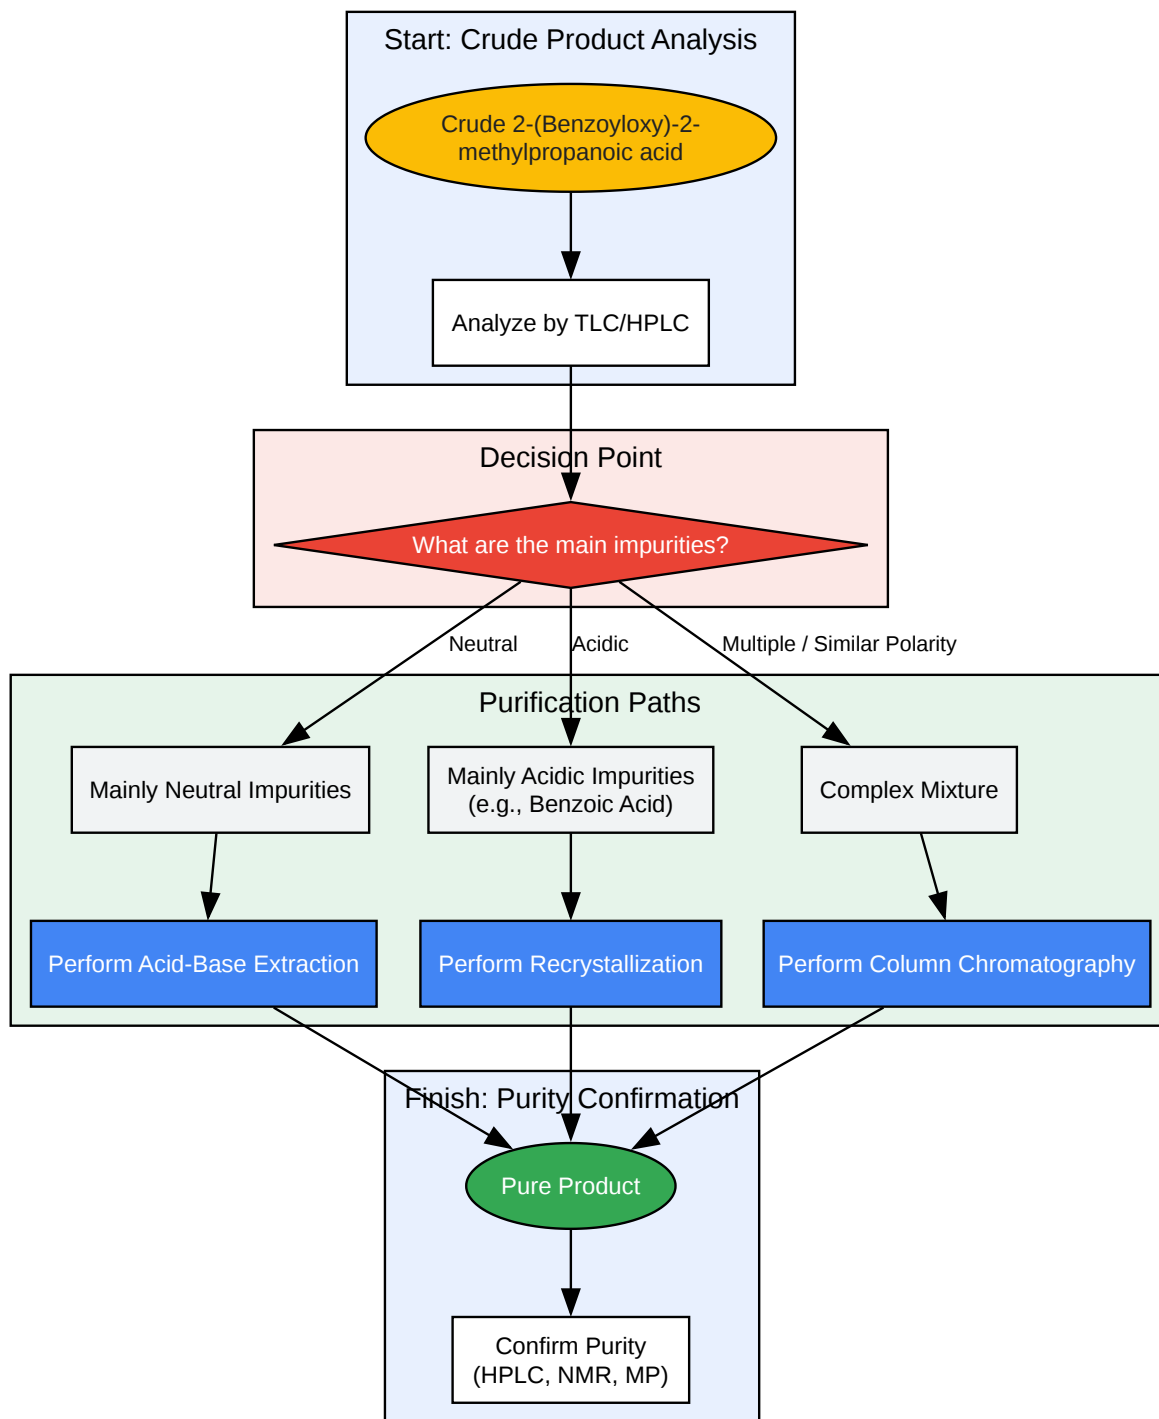 Start: Crude Product Analysis
Crude 2-(Benzoyloxy)-2-
methylpropanoic acid
Analyze by TLC/HPLC
Decision Point
What are the main impurities?
Neutral
Acidic
Multiple / Similar Polarity
Purification Paths
Mainly Neutral Impurities
Mainly Acidic Impurities
(e.g., Benzoic Acid)
Complex Mixture
Perform Acid-Base Extraction
Perform Recrystallization
Perform Column Chromatography
Finish: Purity Confirmation
Pure Product
Confirm Purity
(HPLC, NMR, MP)